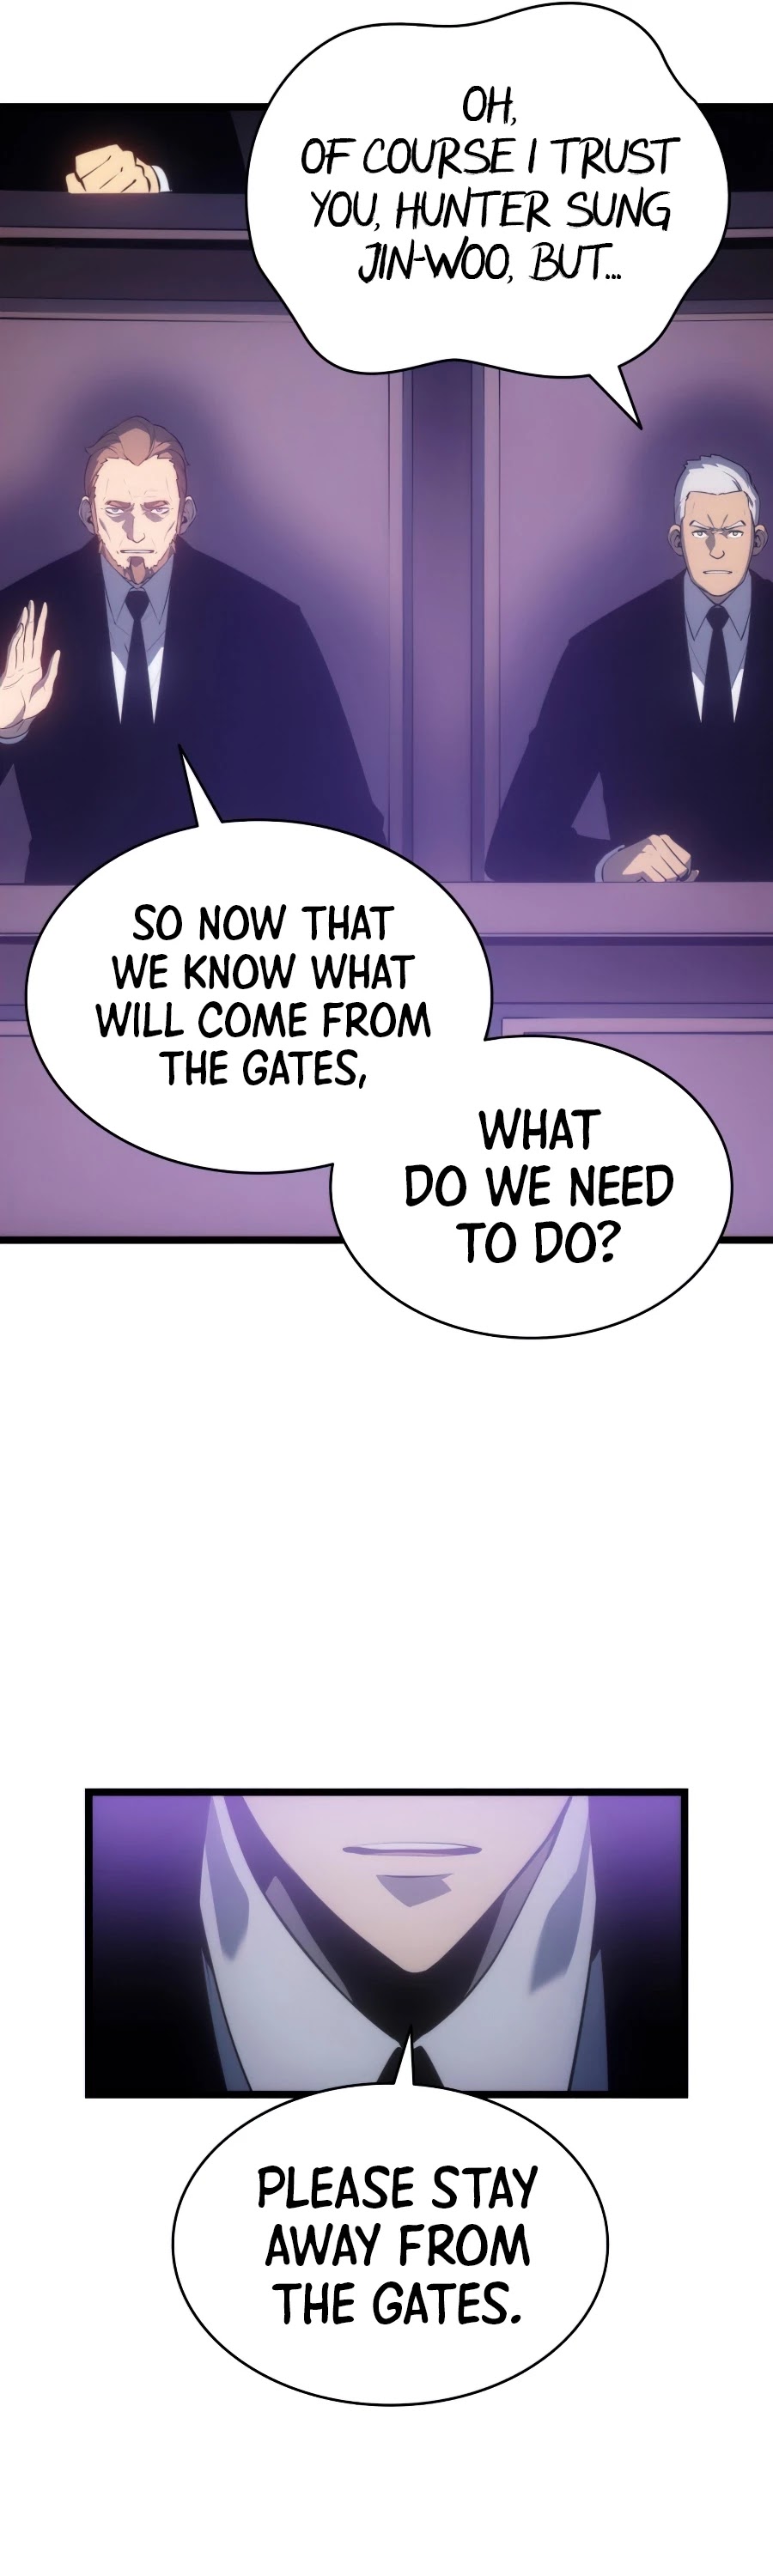 OH,
OF COURSE I TRUST
YOU, HUNTER SUNG
JIN-WOO, BUT...
SO NOW THAT
WE KNOW WHAT
WILL COME FROM
THE GATES,
WHAT
DO WE NEED
TO DO?
PLEASE STAY
AWAY FROM
THE GATES.